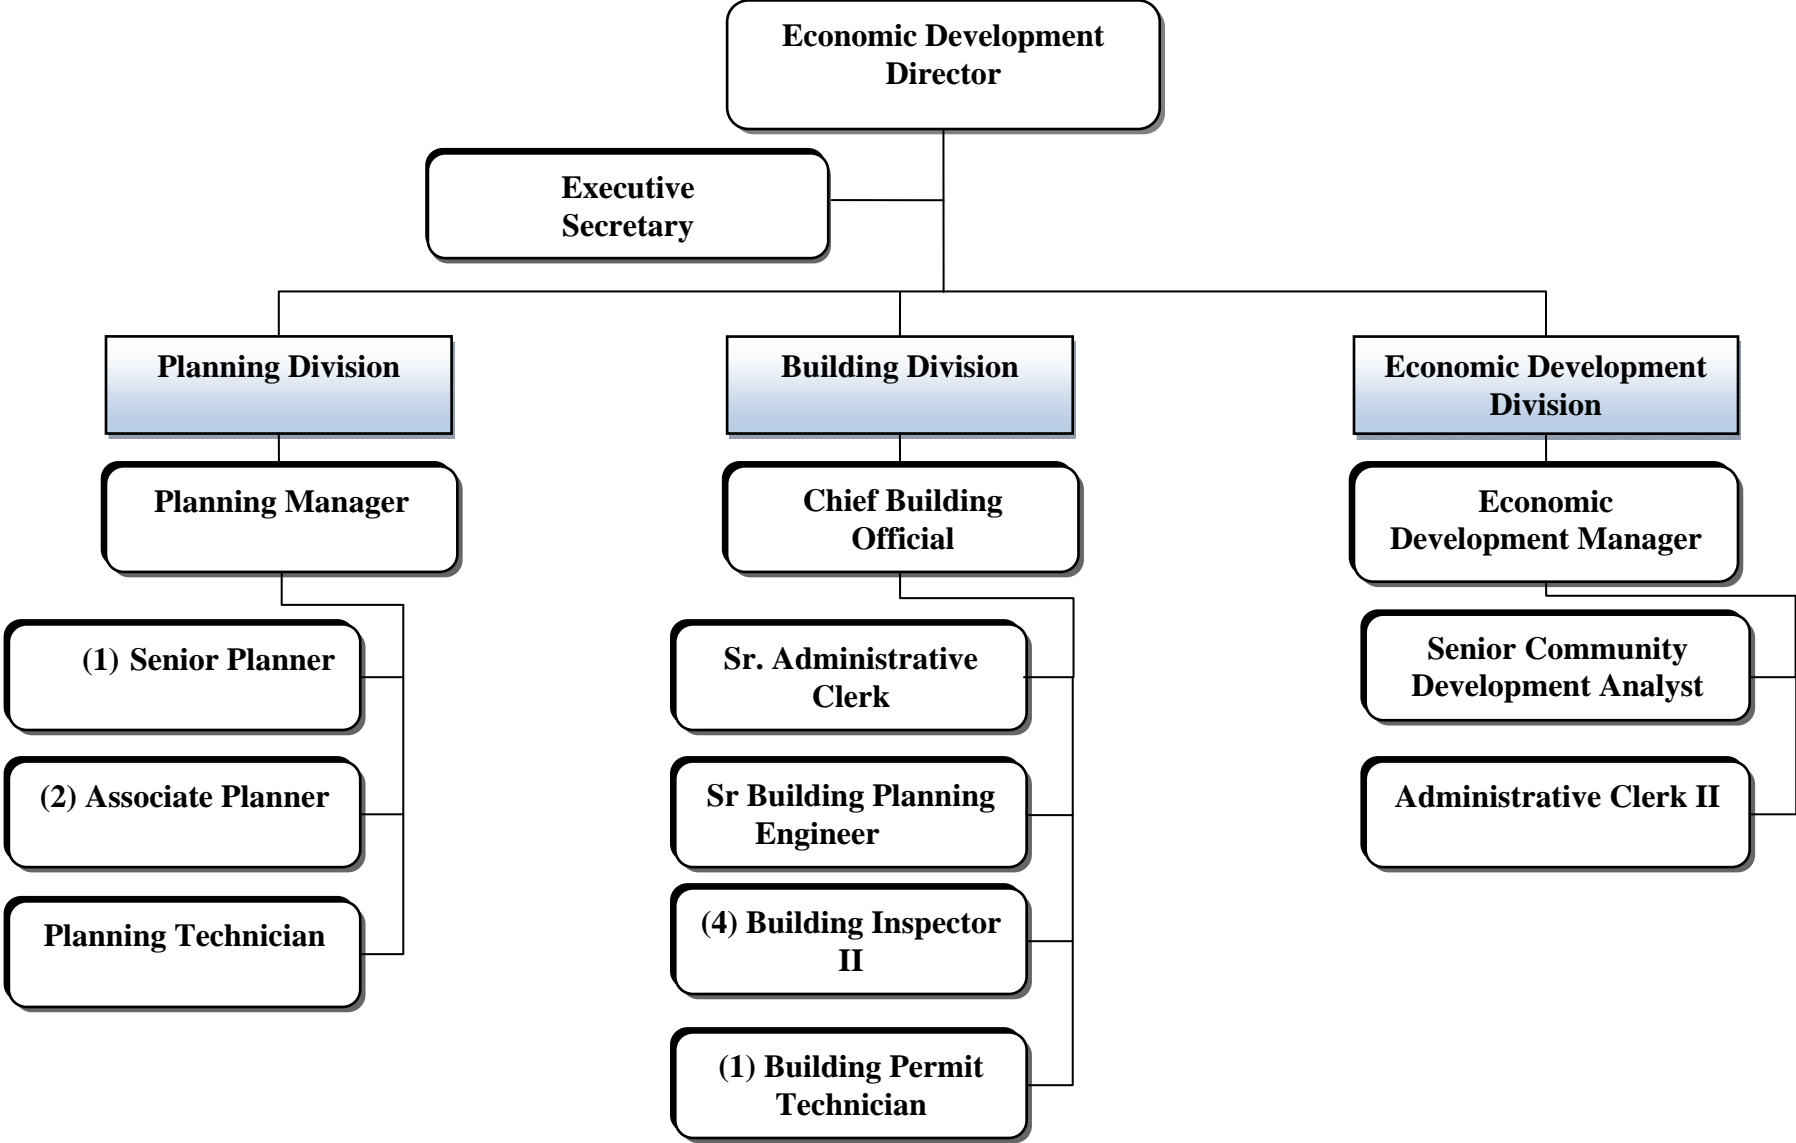 Economic Development
Director
Executive
Secretary
Planning Division
Building Division
Economic Development
Division
Planning Manager
Chief Building
Official
Economic
Development Manager
(1) Senior Planner
(2) Associate Planner
Planning Technician
Sr. Administrative
Clerk
Sr Building Planning
Engineer
(4) Building Inspector
II
(1) Building Permit
Technician
Senior Community
Development Analyst
Administrative Clerk II